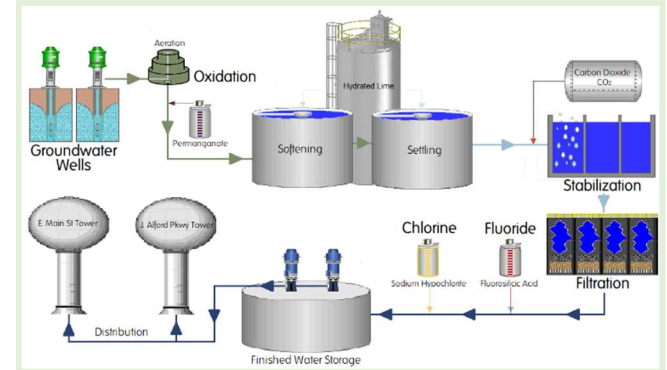 Aeration
Oxidation
Groundwater
Wells
Permanganate
Hydrated Lime
Softening
Settling
Carbon Dioxide
CO₂
Stabilization
Filtration
Fluoride
Fluorosilicic Acid
Chlorine
Sodium Hypochlorite
Finished Water Storage
Distribution
E. Main St Tower
J. Alford Pkwy Tower